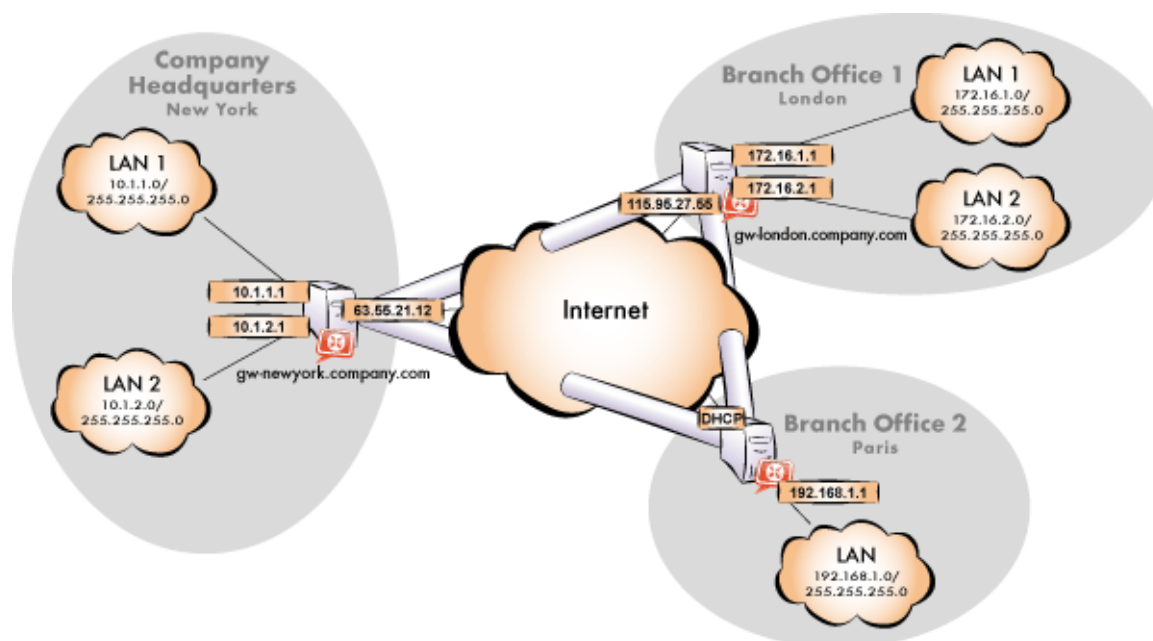 Company
Headquarters
New York
LAN 1
10.1.1.0/
255.255.255.0
10.1.1.1
10.1.2.1
63.55.21.12
gw-newyork.company.com
LAN 2
10.1.2.0/
255.255.255.0
Internet
Branch Office 1
London
LAN 1
172.16.1.0/
255.255.255.0
172.16.1.1
172.16.2.1
115.95.27.55
gw-london.company.com
LAN 2
172.16.2.0/
255.255.255.0
Branch Office 2
Paris
DHCP
192.168.1.1
LAN
192.168.1.0/
255.255.255.0